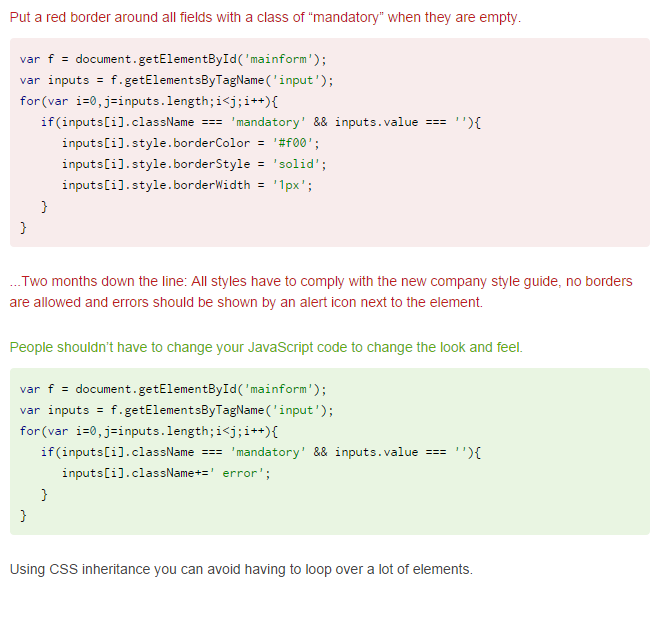 Put a red border around all fields with a class of “mandatory” when they are empty.
var f = document.getElementById('mainform');
var inputs = f.getElementsByTagName('input');
for(var i=0,j=inputs.length;i<j;i++){
if(inputs[i].className === 'mandatory' && inputs.value === ''){
inputs[i].style.borderColor = '#f00';
inputs[i].style.borderStyle = 'solid';
inputs[i].style.borderWidth = '1px';
}
}
...Two months down the line: All styles have to comply with the new company style guide, no borders
are allowed and errors should be shown by an alert icon next to the element.
People shouldn’t have to change your JavaScript code to change the look and feel.
var f = document.getElementById('mainform');
var inputs = f.getElementsByTagName('input');
for(var i=0,j=inputs.length;i<j;i++){
if(inputs[i].className === 'mandatory' && inputs.value === ''){
inputs[i].className+=' error';
}
}
Using CSS inheritance you can avoid having to loop over a lot of elements.